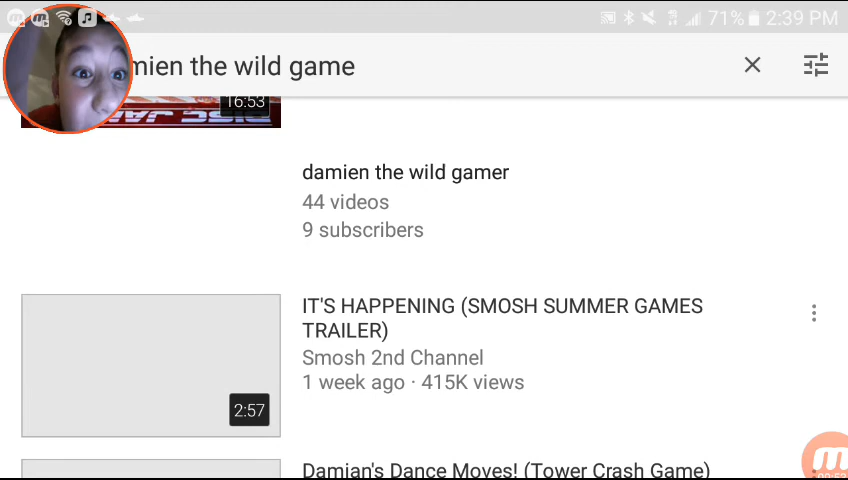 71% 2:39 PM
mien the wild game
16:53
DISC JAM
damien the wild gamer
44 videos
9 subscribers
IT'S HAPPENING (SMOSH SUMMER GAMES
TRAILER)
Smosh 2nd Channel
1 week ago · 415K views
2:57
Damian's Dance Moves! (Tower Crash Game)